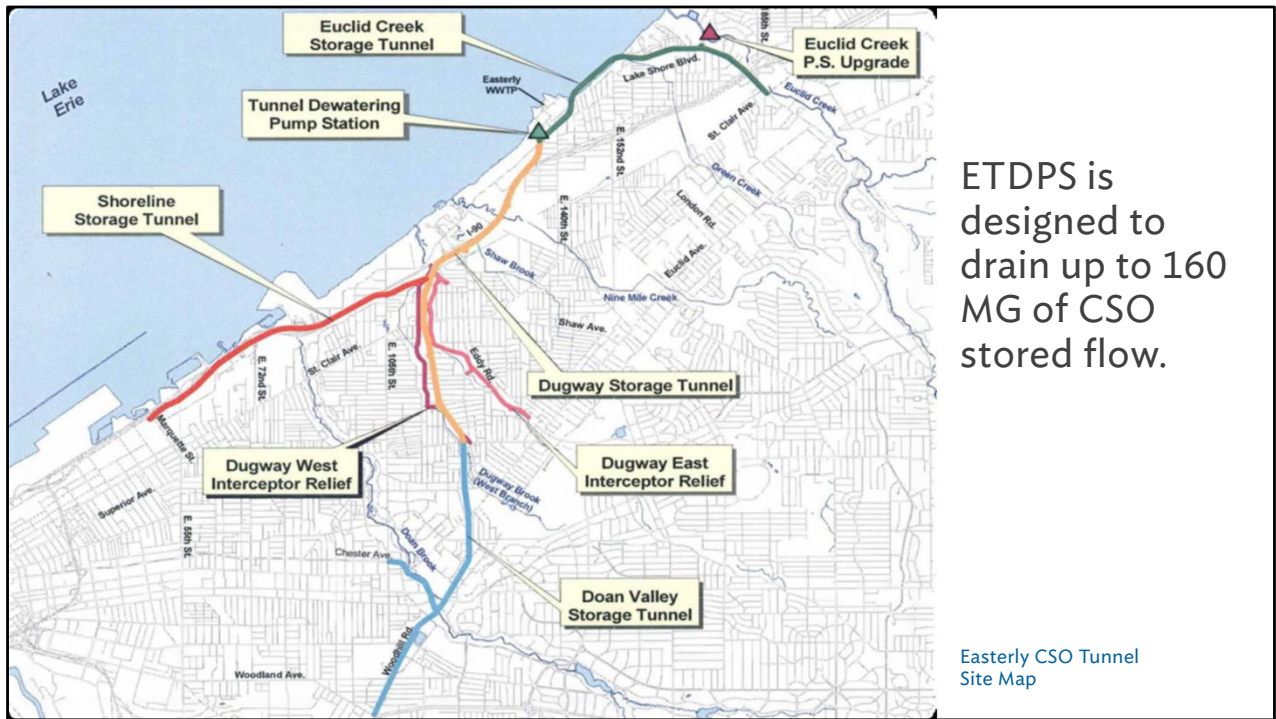 Euclid Creek
Storage Tunnel
Euclid Creek
P.S. Upgrade
Lake
Erie
Easterly
WWTP
Lake Shore Blvd.
Euclid Creek
Tunnel Dewatering
Pump Station
E. 152nd St.
St. Clair Ave.
Green Creek
Shoreline
Storage Tunnel
E. 140th St.
London Rd.
I-90
Euclid Ave.
Shaw Brook
Nine Mile Creek
Shaw Ave.
E. 72nd St.
St. Clair Ave.
E. 105th St.
Eddy Rd.
Dugway Storage Tunnel
Marquette St.
Dugway West
Interceptor Relief
Dugway East
Interceptor Relief
Superior Ave.
Dugway Brook
(West Branch)
E. 55th St.
Doan Brook
Chester Ave
Doan Valley
Storage Tunnel
Woodhill Rd.
Woodland Ave.
ETDPS is
designed to
drain up to 160
MG of CSO
stored flow.
Easterly CSO Tunnel
Site Map